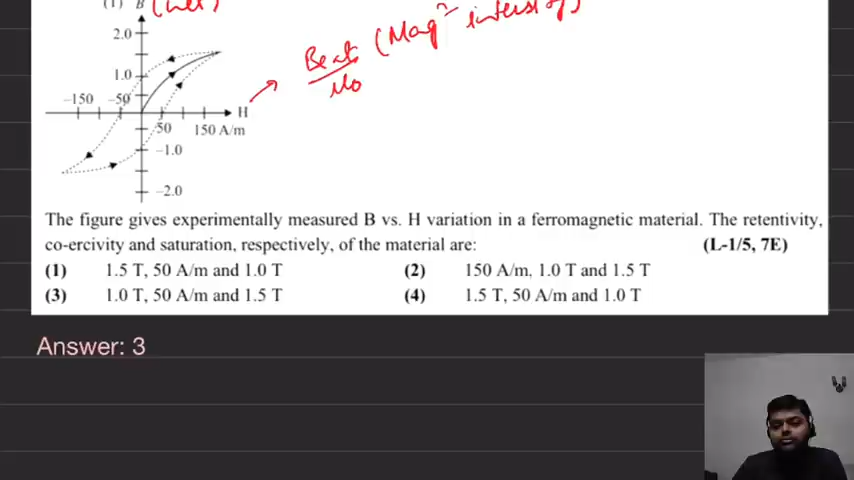 (1) B (net)
2.0
Bext (Mag^n intensity)
μ0
1.0
-150 -50
H
50 150 A/m
-1.0
-2.0
The figure gives experimentally measured B vs. H variation in a ferromagnetic material. The retentivity,
co-ercivity and saturation, respectively, of the material are: (L-1/5, 7E)
(1) 1.5 T, 50 A/m and 1.0 T (2) 150 A/m, 1.0 T and 1.5 T
(3) 1.0 T, 50 A/m and 1.5 T (4) 1.5 T, 50 A/m and 1.0 T
Answer: 3